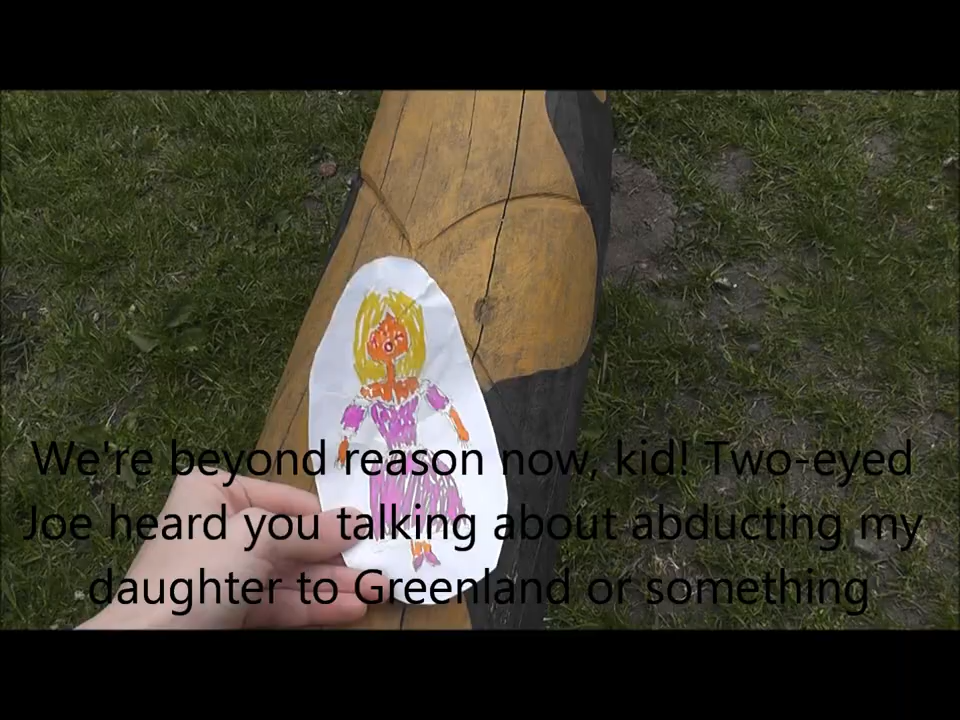 We're beyond reason now, kid! Two-eyed
Joe heard you talking about abducting my
daughter to Greenland or something